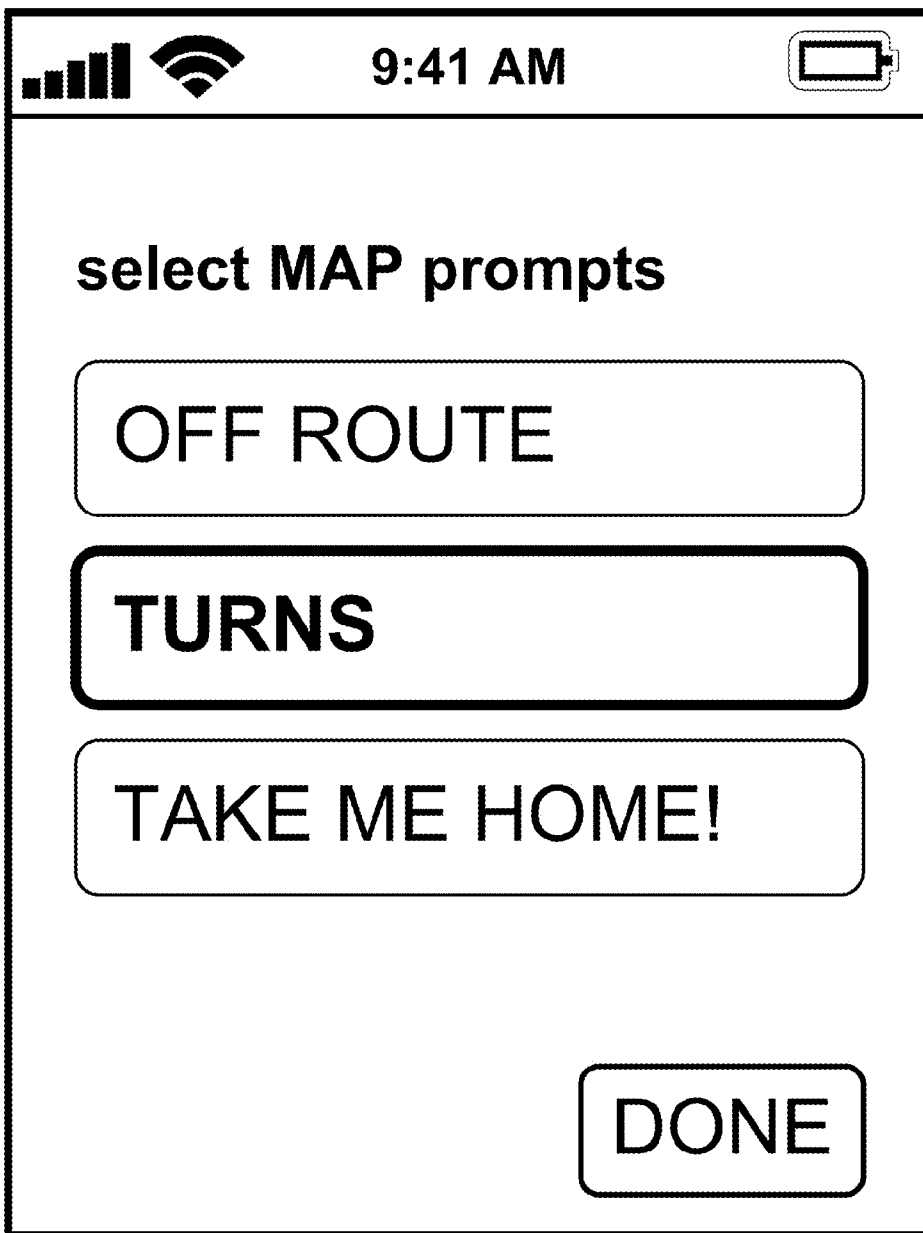 9:41 AM
select MAP prompts
OFF ROUTE
TURNS
TAKE ME HOME!
DONE